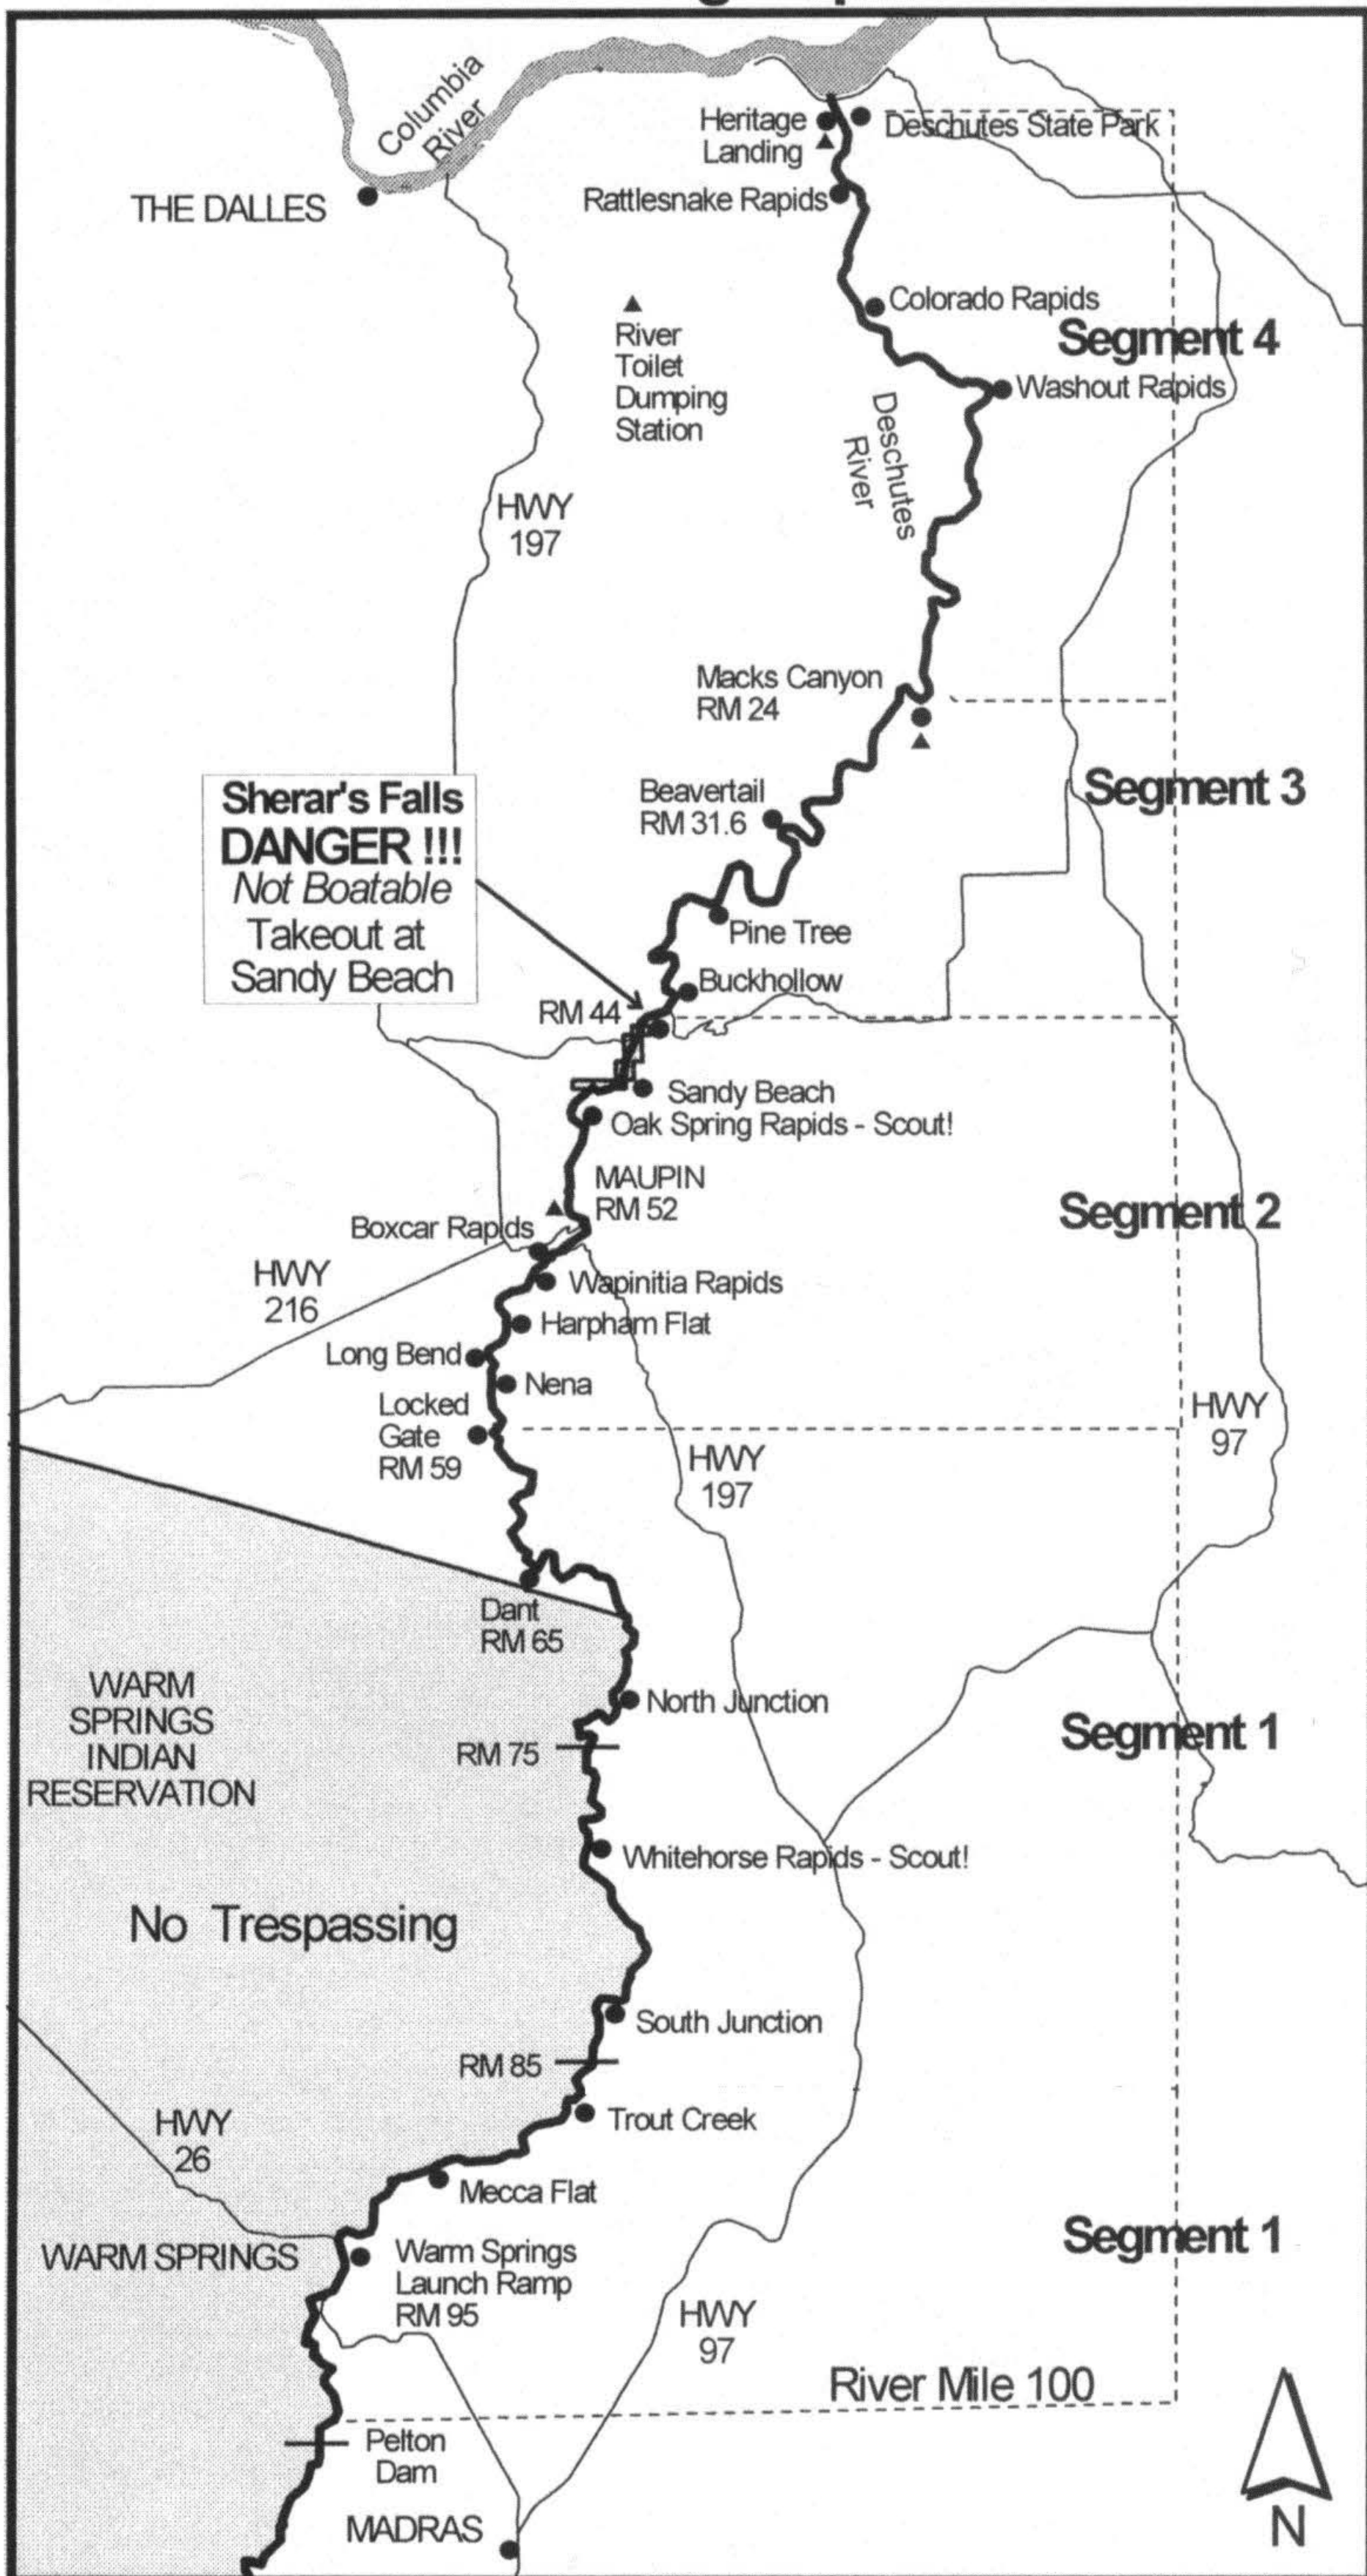 Columbia
River
Heritage
Landing
Deschutes State Park
THE DALLES
Rattlesnake Rapids
Colorado Rapids
River
Toilet
Dumping
Station
Segment 4
Washout Rapids
Deschutes
River
HWY
197
Macks Canyon
RM 24
Sherar's Falls
DANGER !!!
Not Boatable
Takeout at
Sandy Beach
Beavertail
RM 31.6
Segment 3
Pine Tree
Buckhollow
RM 44
Sandy Beach
Oak Spring Rapids - Scout!
MAUPIN
RM 52
Segment 2
Boxcar Rapids
HWY
216
Wapinitia Rapids
Harpham Flat
Long Bend
Nena
Locked
Gate
RM 59
HWY
97
HWY
197
Dant
RM 65
WARM
SPRINGS
INDIAN
RESERVATION
North Junction
Segment 1
RM 75
Whitehorse Rapids - Scout!
No Trespassing
South Junction
RM 85
Trout Creek
HWY
26
Mecca Flat
WARM SPRINGS
Warm Springs
Launch Ramp
RM 95
Segment 1
HWY
97
River Mile 100
Pelton
Dam
MADRAS
N